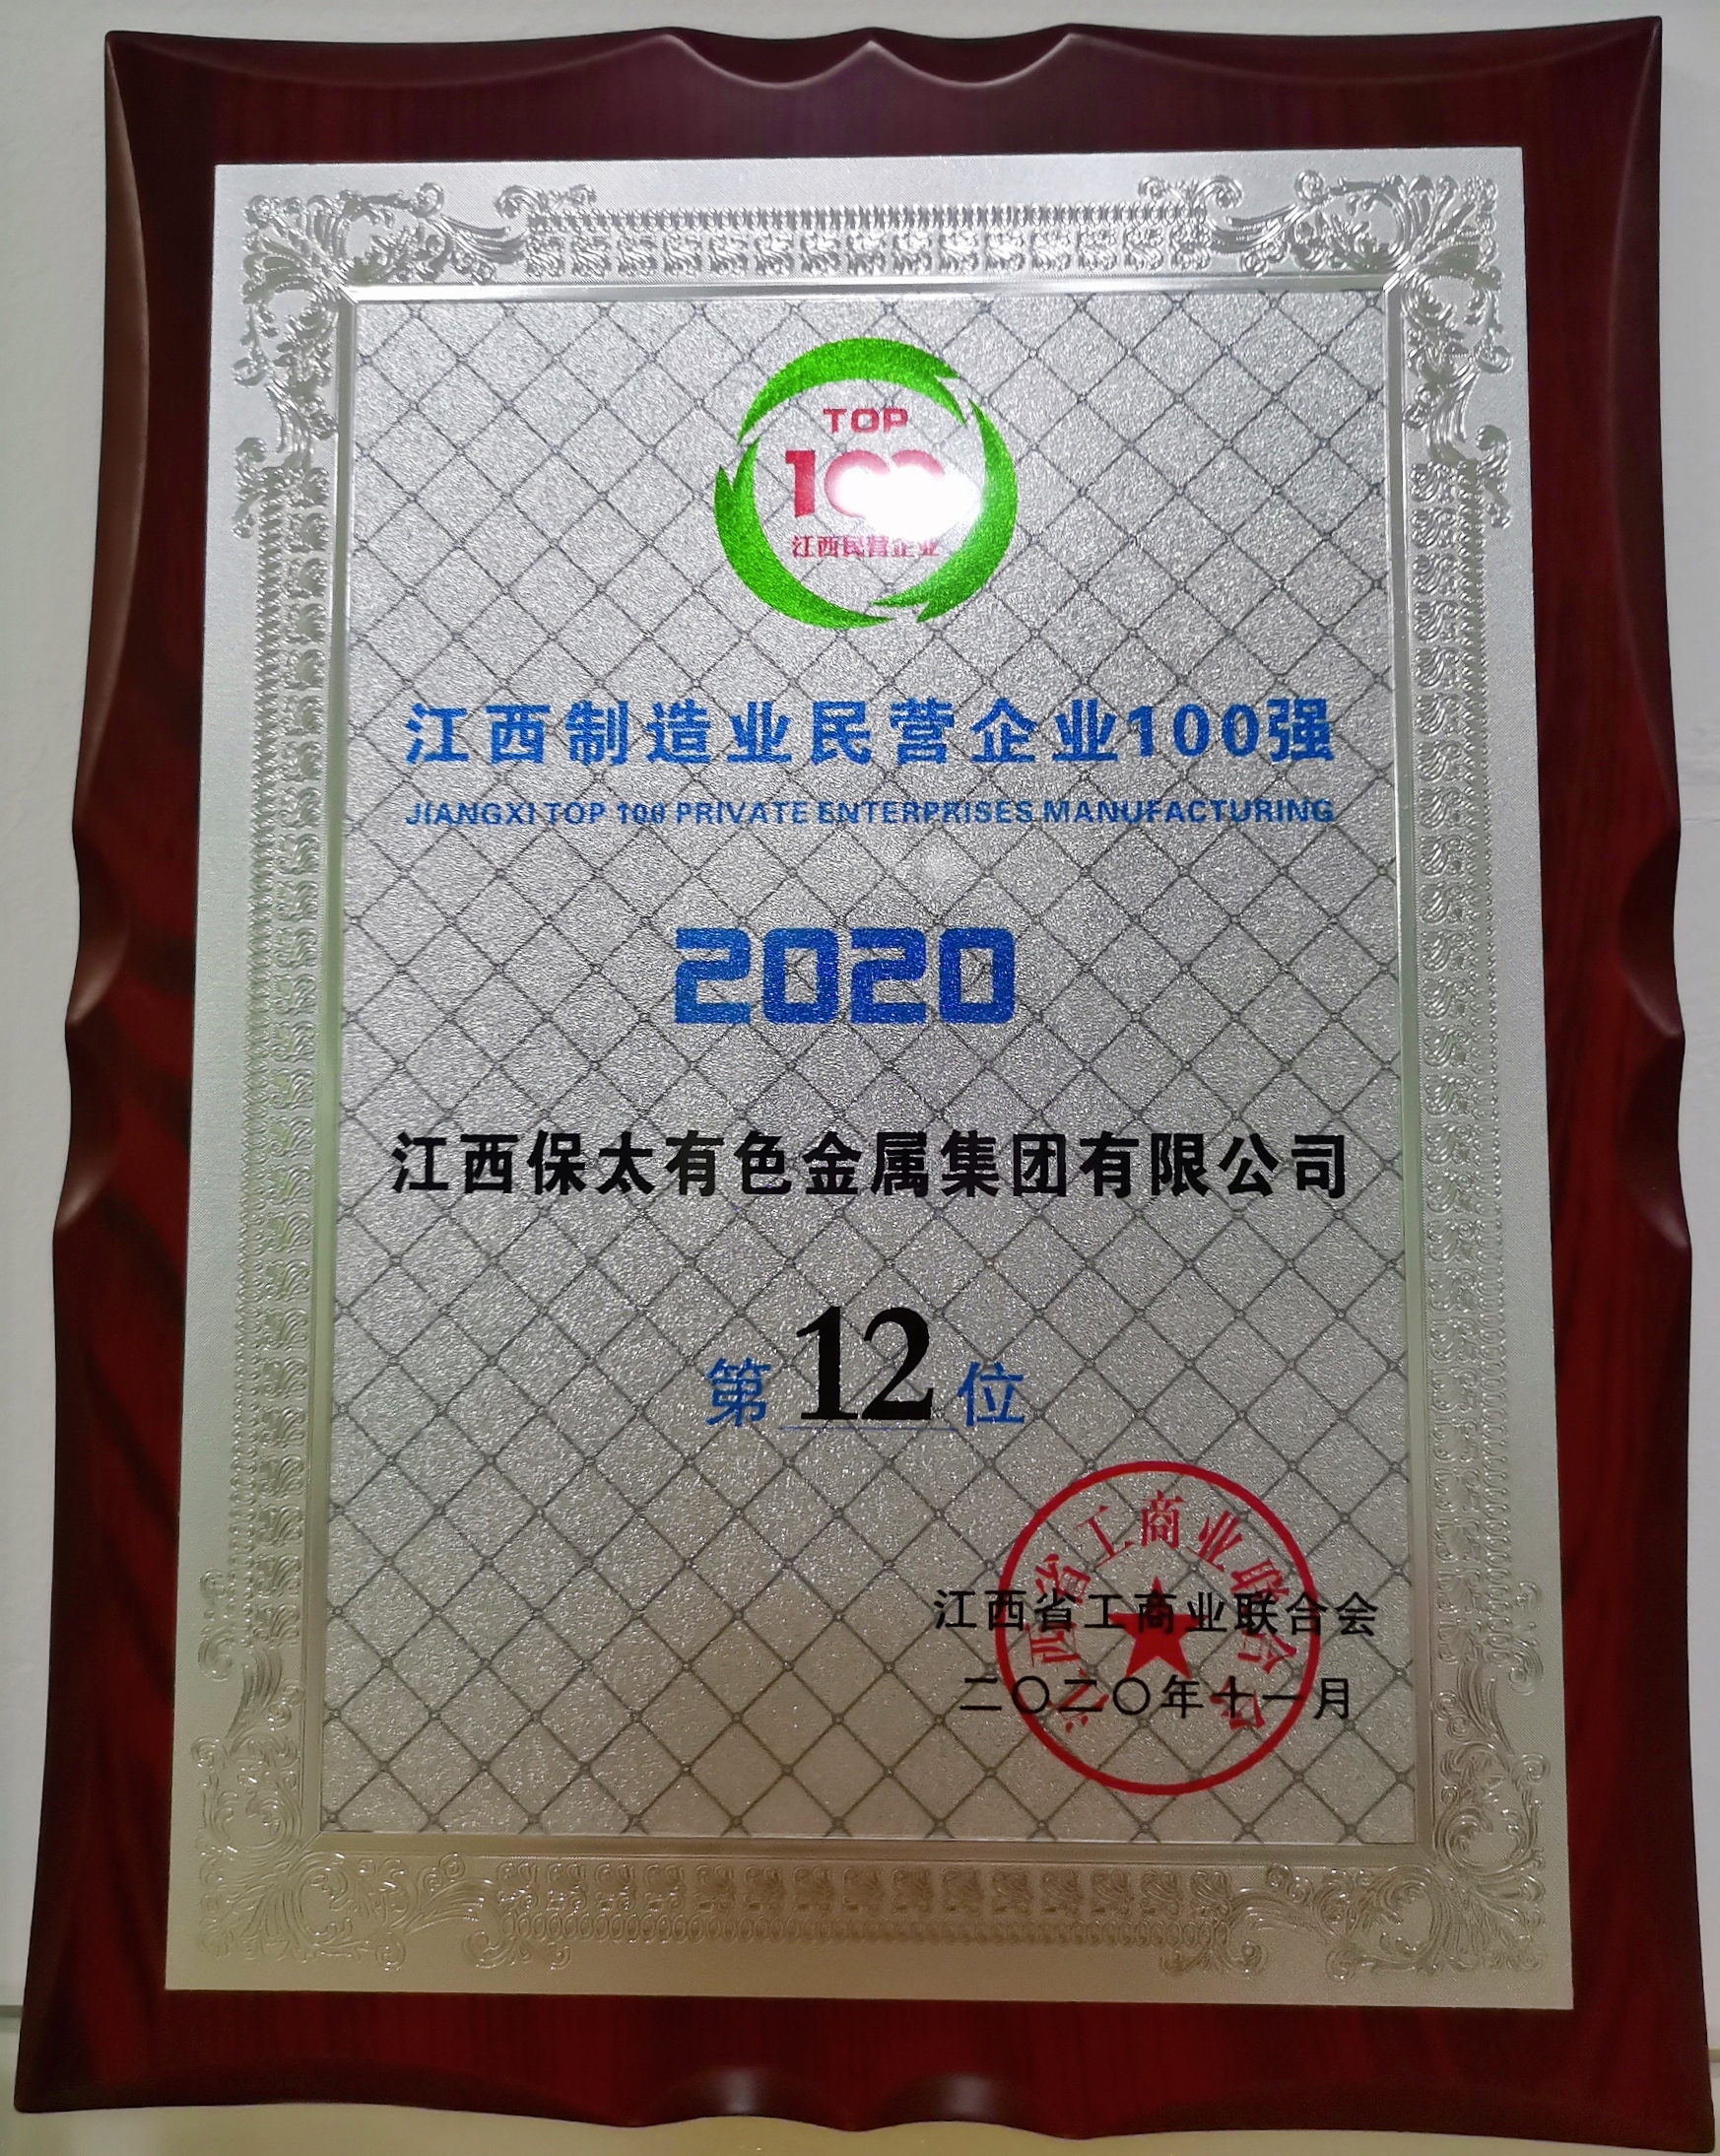 TOP
100
江西民营企业
江西制造业民营企业100强
JIANGXI TOP 100 PRIVATE ENTERPRISES MANUFACTURING
2020
江西保太有色金属集团有限公司
第12位
江西省工商业联合会
江西省工商业联合会
二〇二〇年十一月